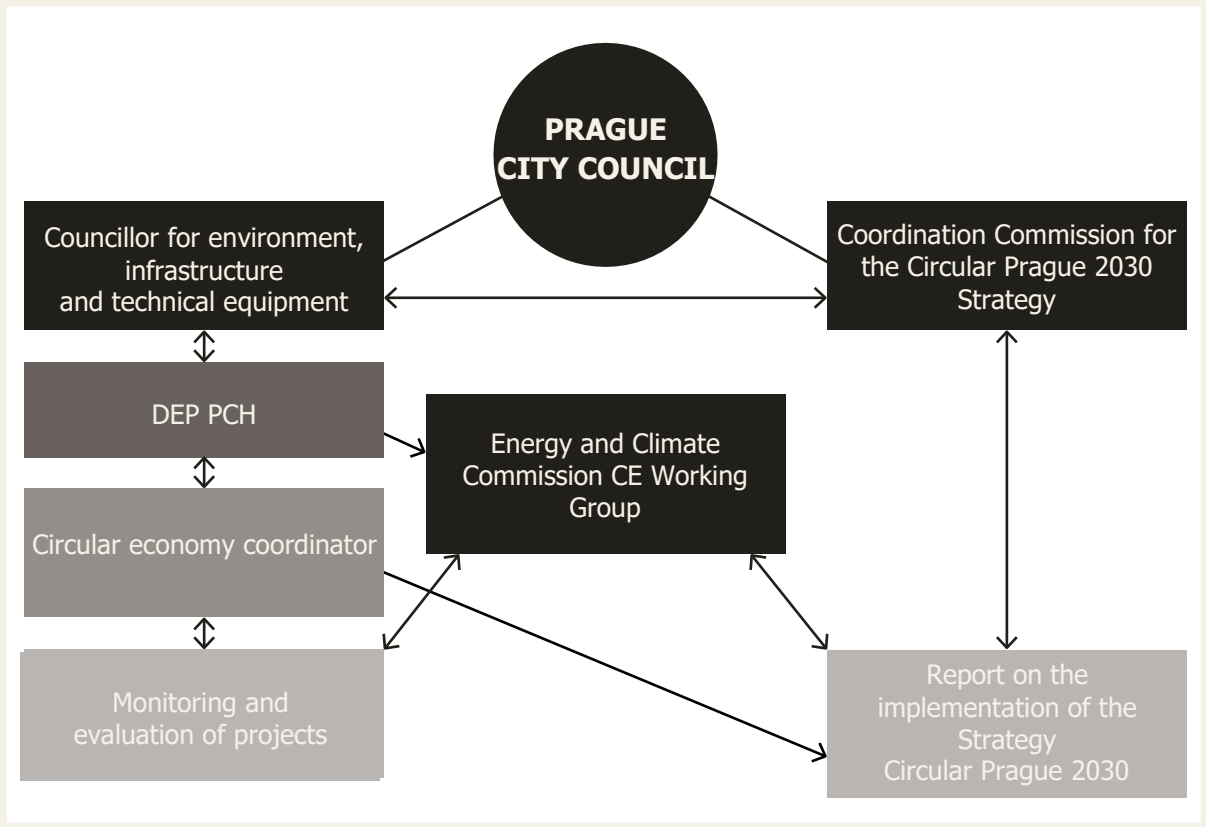 PRAGUE
CITY COUNCIL
Councillor for environment,
infrastructure
and technical equipment
Coordination Commission for
the Circular Prague 2030
Strategy
DEP PCH
Energy and Climate
Commission CE Working
Group
Circular economy coordinator
Monitoring and
evaluation of projects
Report on the
implementation of the
Strategy
Circular Prague 2030